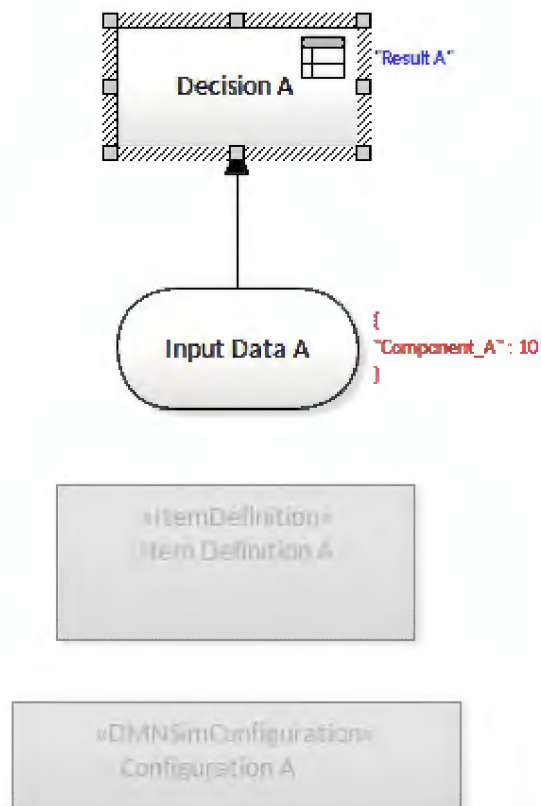 "Result A"
Decision A
Input Data A
{
"Component_A" : 10
}
«ItemDefinition»
Item Definition A
«DMNSimConfiguration»
Configuration A